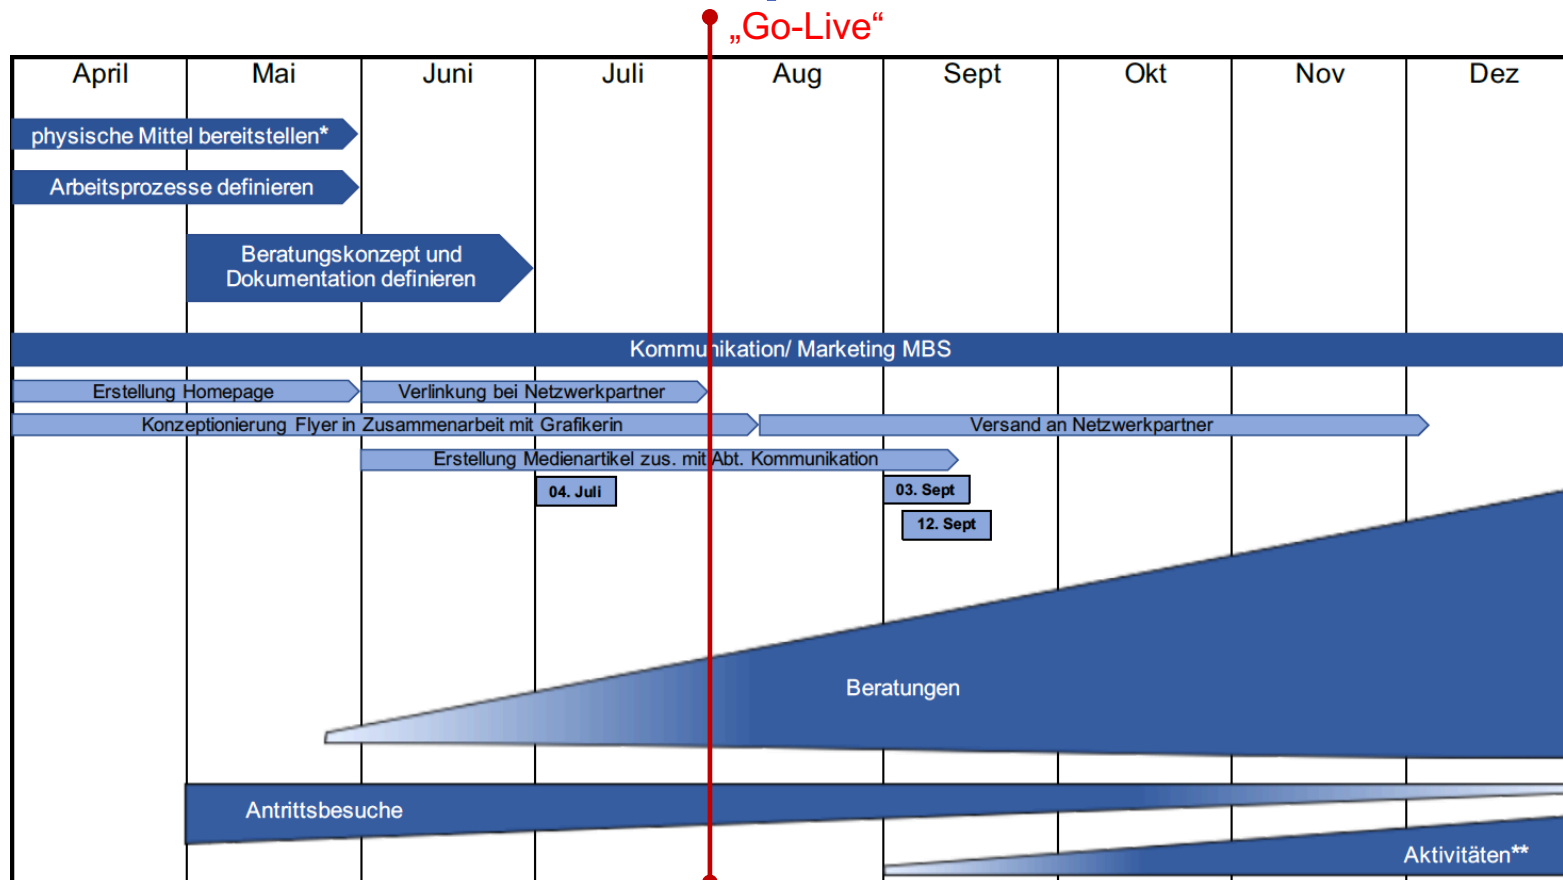 „Go-Live“
April Mai Juni Juli Aug Sept Okt Nov Dez
physische Mittel bereitstellen*
Arbeitsprozesse definieren
Beratungskonzept und
Dokumentation definieren
Kommunikation/ Marketing MBS
Erstellung Homepage Verlinkung bei Netzwerkpartner
Konzeptionierung Flyer in Zusammenarbeit mit Grafikerin Versand an Netzwerkpartner
Erstellung Medienartikel zus. mit Abt. Kommunikation
04. Juli 03. Sept
12. Sept
Beratungen
Antrittsbesuche
Aktivitäten**